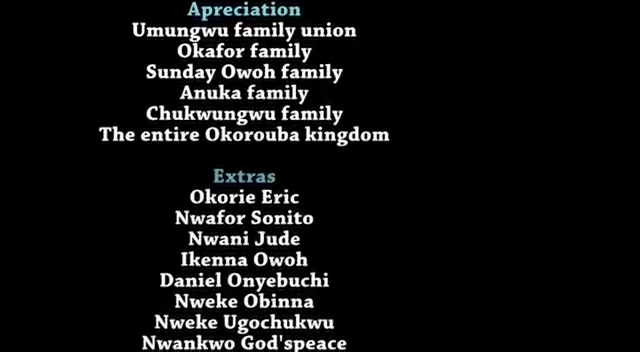 Apreciation
Umungwu family union
Okafor family
Sunday Owoh family
Anuka family
Chukwungwu family
The entire Okorouba kingdom
Extras
Okorie Eric
Nwafor Sonito
Nwani Jude
Ikenna Owoh
Daniel Onyebuchi
Nweke Obinna
Nweke Ugochukwu
Nwankwo God'speace